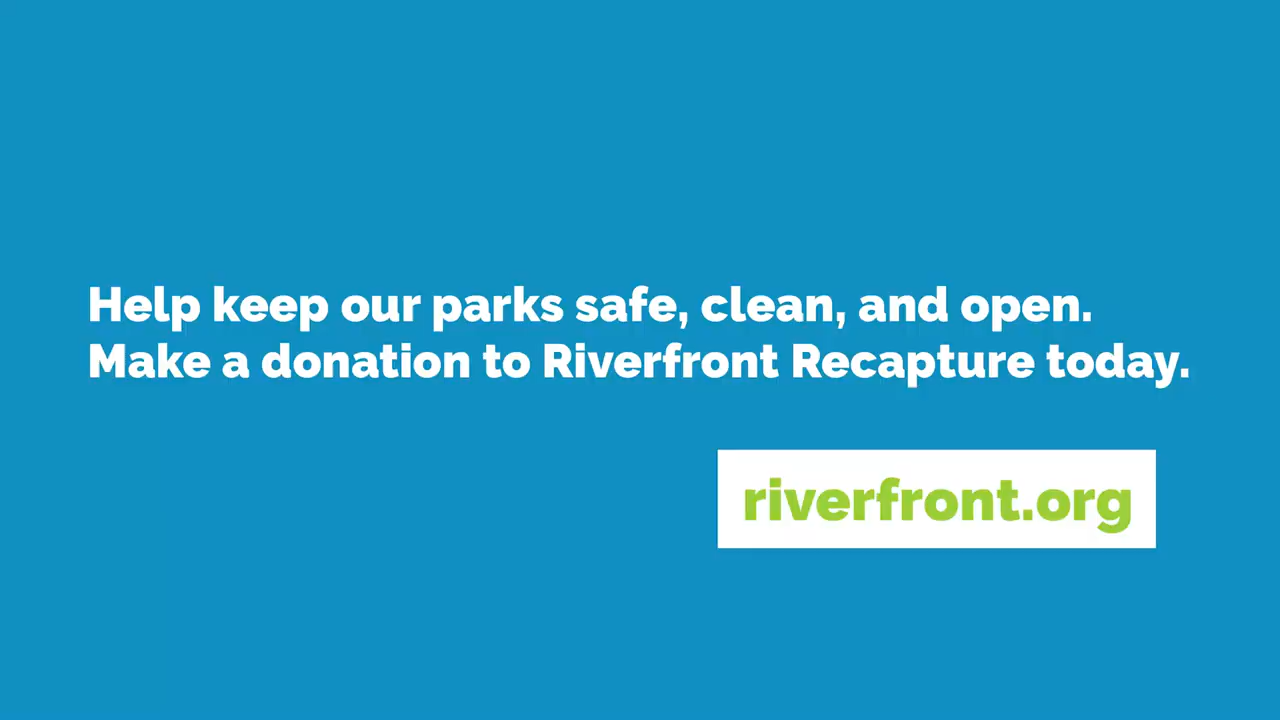 Help keep our parks safe, clean, and open.
Make a donation to Riverfront Recapture today.
riverfront.org